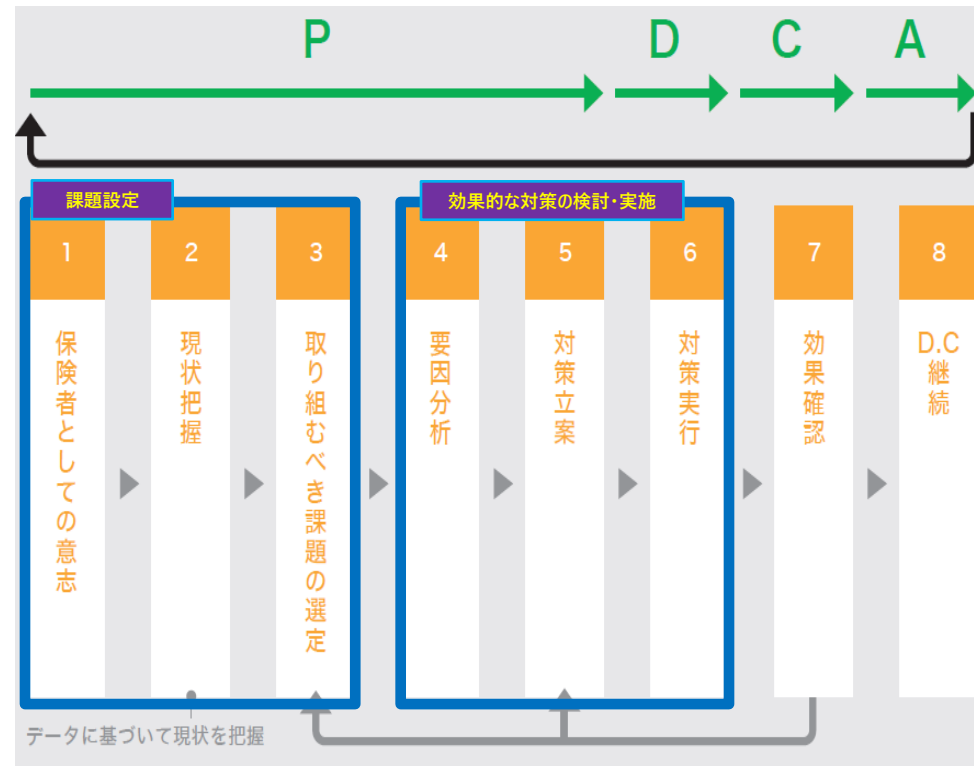 P
D
C
A
課題設定
効果的な対策の検討・実施
1
2
3
4
5
6
7
8
保険者としての意志
現状把握
取り組むべき課題の選定
要因分析
対策立案
対策実行
効果確認
D.C
継続
データに基づいて現状を把握